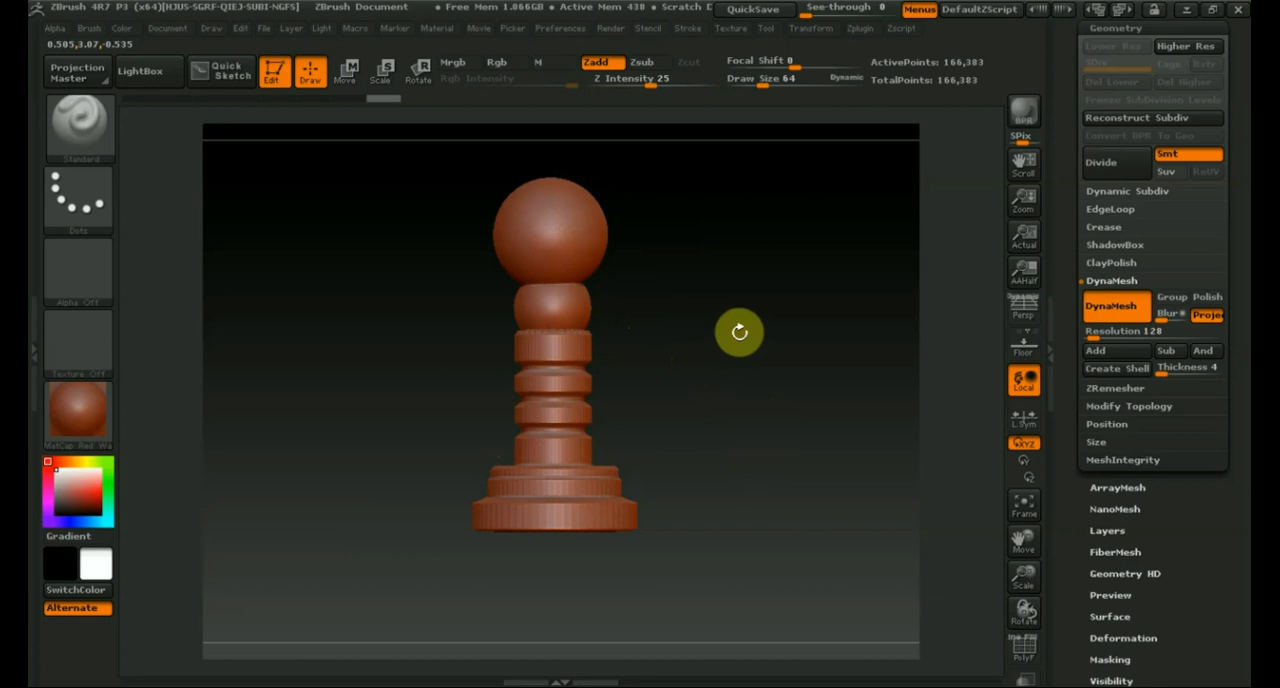 ZBrush 4R7 P3 (x64)[HJUS-SGRF-QIEJ-SUBI-NGFS] ZBrush Document • Free Mem 1.066GB • Active Mem 438 • Scratch D QuickSave See-through 0 Menus DefaultZScript
Alpha Brush Color Document Draw Edit File Layer Light Macro Marker Material Movie Picker Preferences Render Stencil Stroke Texture Tool Transform Zplugin Zscript
0.505,3.07,-0.535
Projection Master
LightBox
Quick Sketch
Edit
Draw
Move
Scale
Rotate
Mrgb Rgb M
Rgb Intensity
Zadd Zsub Zcut
Z Intensity 25
Focal Shift 0
Draw Size 64 Dynamic
ActivePoints: 166,383
TotalPoints: 166,383
Standard
Dots
Alpha Off
Texture Off
MatCap Red Wa
Gradient
SwitchColor
Alternate
BPR
SPix
Scroll
Zoom
Actual
AAHalf
Dynamic
Persp
Floor
Local
L.Sym
XYZ
Frame
Move
Scale
Rotate
PolyF
Geometry
Lower Res Higher Res
SDiv
Del Lower Del Higher
Freeze SubDivision Levels
Reconstruct Subdiv
Convert BPR To Geo
Divide
Smt
Suv
Dynamic Subdiv
EdgeLoop
Crease
ShadowBox
ClayPolish
DynaMesh
DynaMesh
Group Polish
Blur Projec
Resolution 128
Add Sub And
Create Shell Thickness 4
ZRemesher
Modify Topology
Position
Size
MeshIntegrity
ArrayMesh
NanoMesh
Layers
FiberMesh
Geometry HD
Preview
Surface
Deformation
Masking
Visibility